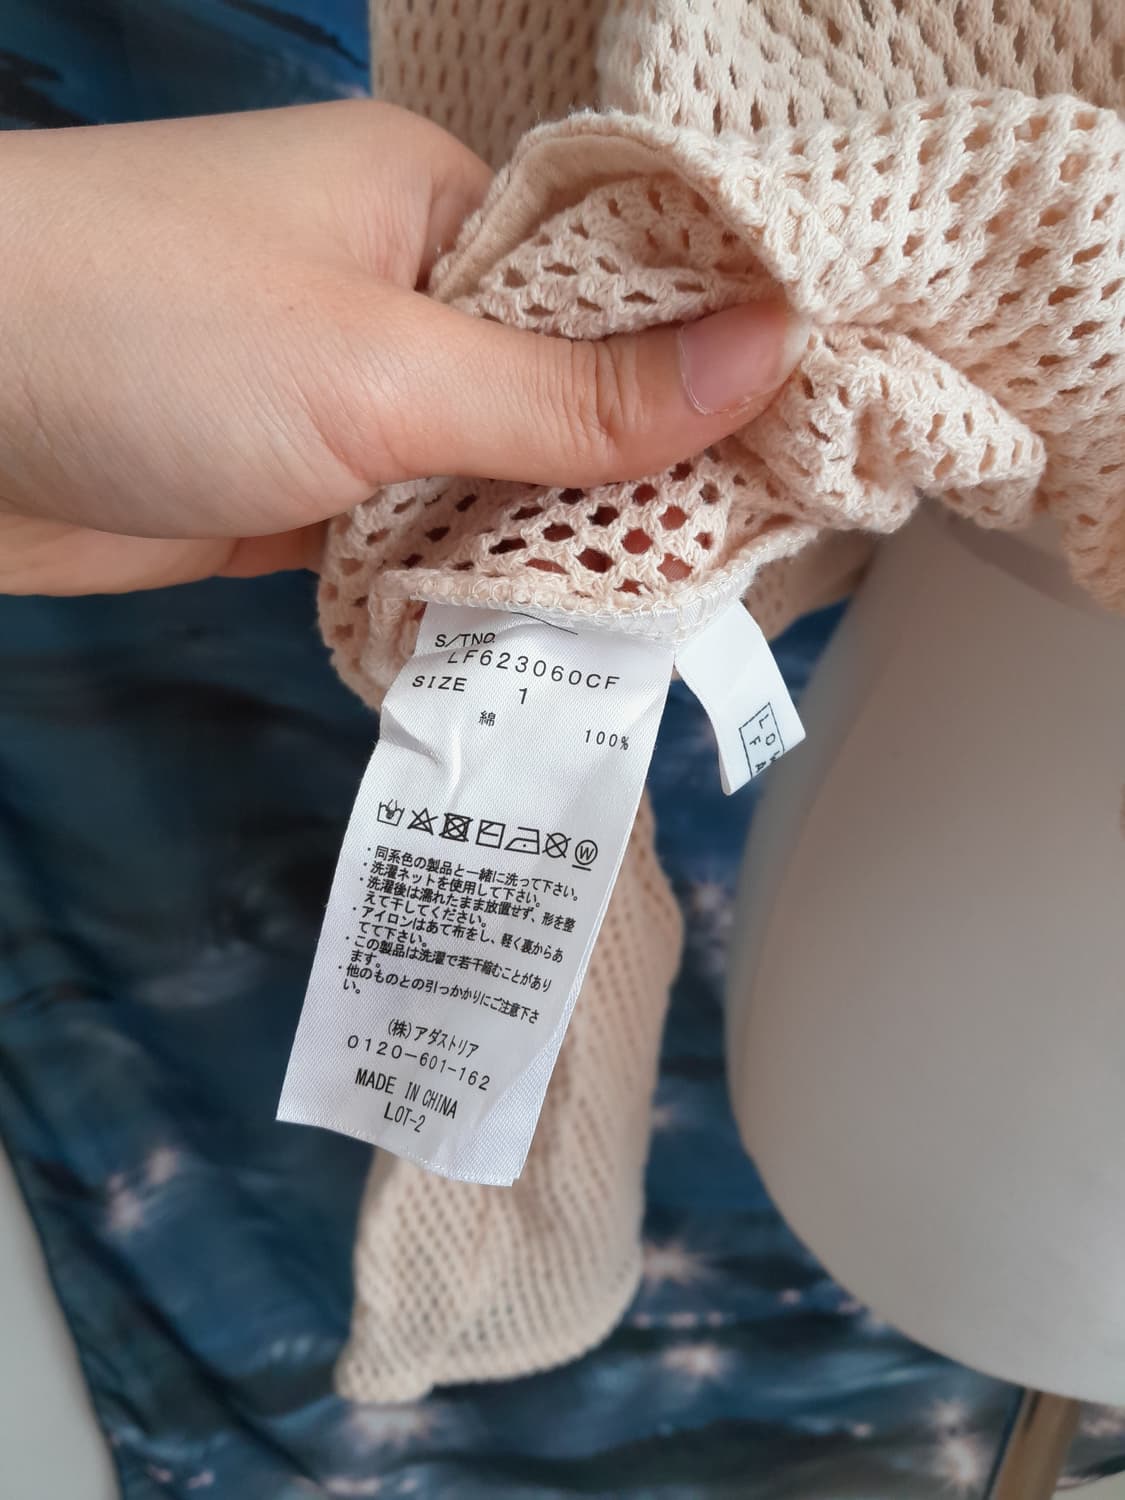 S/TNO.
LF623060CF
SIZE 1
綿
100%
W
・同系色の製品と一緒に洗って下さい。
・洗濯ネットを使用して下さい。
・洗濯後は濡れたまま放置せず、形を整
えて干してください。
・アイロンはあて布をし、軽く裏からあ
てて下さい。
・この製品は洗濯で若干縮むことがあり
ます。
・他のものとの引っかかりにご注意下さ
い。
(株)アダストリア
0120-601-162
MADE IN CHINA
LOT-2